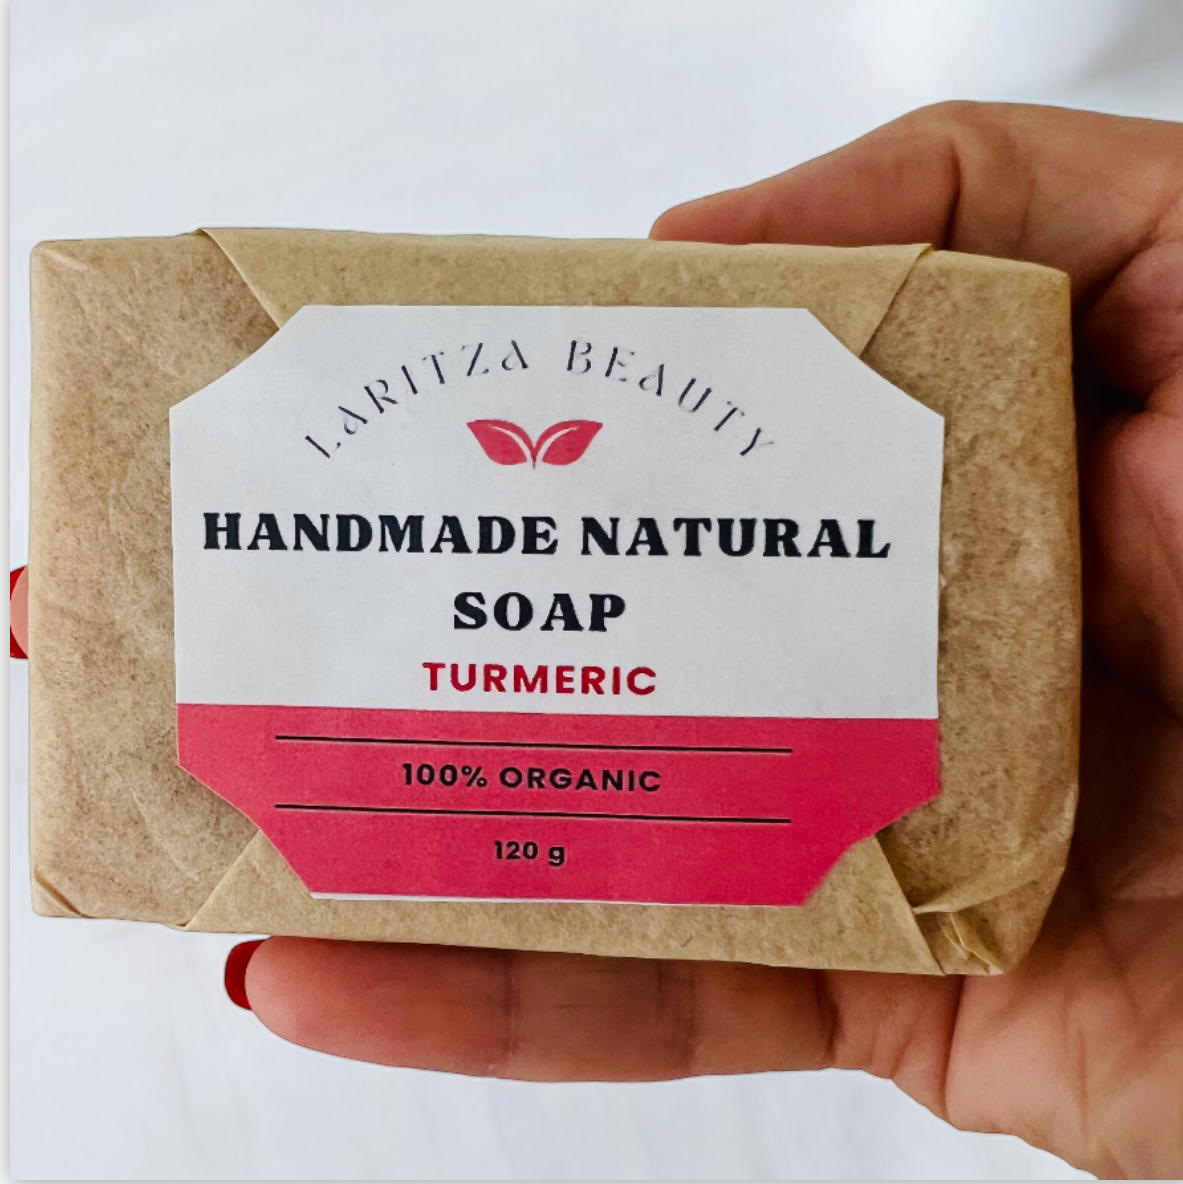 LARITZA BEAUTY
HANDMADE NATURAL
SOAP
TURMERIC
100% ORGANIC
120 g